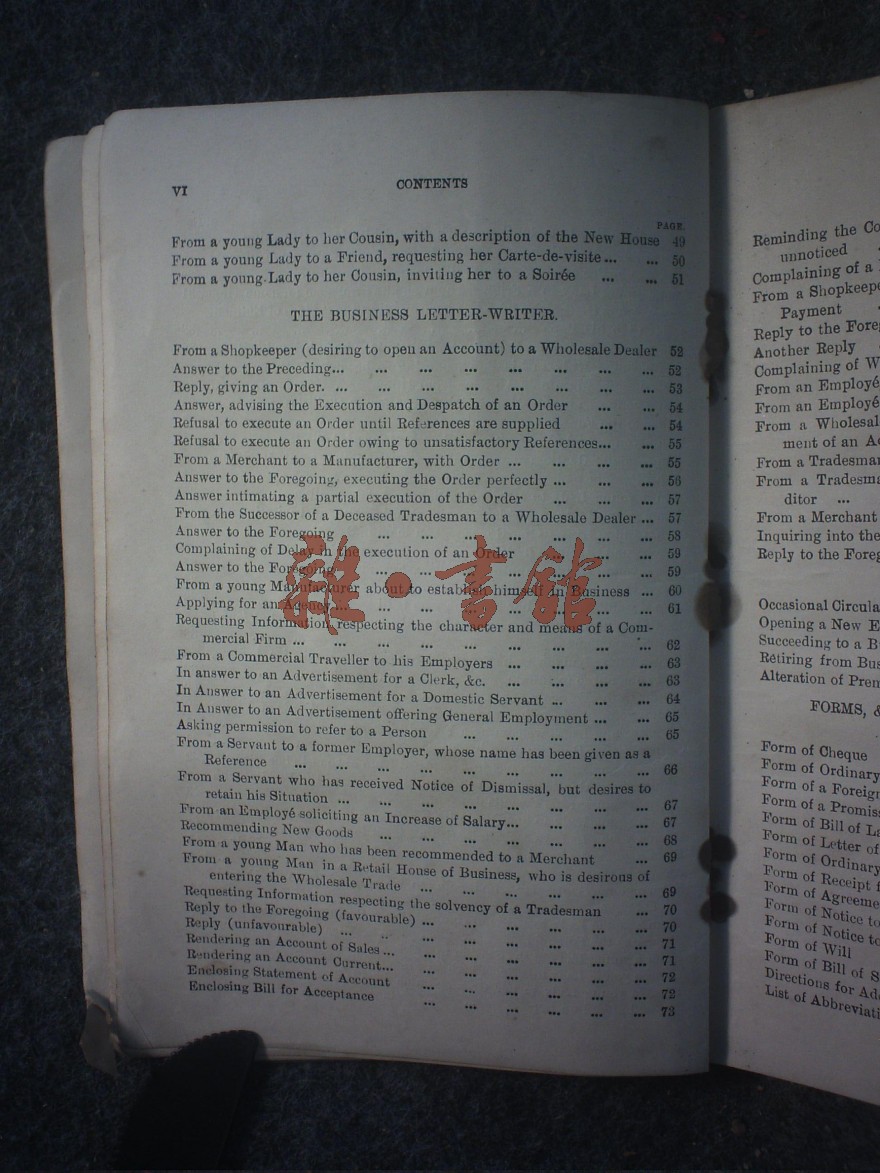 VI
CONTENTS
PAGE.
From a young Lady to her Cousin, with a description of the New House 49
From a young Lady to a Friend, requesting her Carte-de-visite... ... 50
From a young Lady to her Cousin, inviting her to a Soirée ... ... 51
THE BUSINESS LETTER-WRITER.
From a Shopkeeper (desiring to open an Account) to a Wholesale Dealer 52
Answer to the Preceding... ... ... ... ... ... ... ... 52
Reply, giving an Order. ... ... ... ... ... ... ... ... 53
Answer, advising the Execution and Despatch of an Order ... ... 54
Refusal to execute an Order until References are supplied ... ... 54
Refusal to execute an Order owing to unsatisfactory References... ... 55
From a Merchant to a Manufacturer, with Order ... ... ... ... 55
Answer to the Foregoing, executing the Order perfectly ... ... ... 56
Answer intimating a partial execution of the Order ... ... ... 57
From the Successor of a Deceased Tradesman to a Wholesale Dealer ... 57
Answer to the Foregoing ... ... ... ... ... ... ... 58
Complaining of Delay in the execution of an Order ... ... ... 59
Answer to the Foregoing ... ... ... ... ... ... ... 59
From a young Manufacturer about to establish himself in Business ... 60
Applying for an Agency ... ... ... ... ... ... ... ... 61
Requesting Information respecting the character and means of a Com-
mercial Firm ... ... ... ... ... ... ... ... ... 62
From a Commercial Traveller to his Employers ... ... ... ... 63
In answer to an Advertisement for a Clerk, &c. ... ... ... ... 63
In Answer to an Advertisement for a Domestic Servant ... ... ... 64
In Answer to an Advertisement offering General Employment ... ... 65
Asking permission to refer to a Person ... ... ... ... ... 65
From a Servant to a former Employer, whose name has been given as a
Reference ... ... ... ... ... ... ... ... ... 66
From a Servant who has received Notice of Dismissal, but desires to
retain his Situation ... ... ... ... ... ... ... ... 67
From an Employé soliciting an Increase of Salary... ... ... ... 67
Recommending New Goods ... ... ... ... ... ... ... 68
From a young Man who has been recommended to a Merchant ... 69
From a young Man in a Retail House of Business, who is desirous of
entering the Wholesale Trade ... ... ... ... ... ... 69
Requesting Information respecting the solvency of a Tradesman ... 70
Reply to the Foregoing (favourable) ... ... ... ... ... ... 70
Reply (unfavourable) ... ... ... ... ... ... ... ... 71
Rendering an Account of Sales ... ... ... ... ... ... ... 71
Rendering an Account Current... ... ... ... ... ... ... 72
Enclosing Statement of Account ... ... ... ... ... ... 72
Enclosing Bill for Acceptance ... ... ... ... ... ... 73
雜·書館
Reminding the Co
unnoticed
Complaining of a
From a Shopkeepe
Payment
Reply to the Foreg
Another Reply
Complaining of W
From an Employé
From an Employé
From a Wholesal
ment of an Ac
From a Tradesman
From a Tradesma
ditor ...
From a Merchant
Inquiring into the
Reply to the Foreg
Occasional Circula
Opening a New E
Succeeding to a B
Retiring from Bus
Alteration of Prem
FORMS, &
Form of Cheque
Form of Ordinary
Form of a Foreign
Form of a Promiss
Form of Bill of La
Form of Letter of
Form of Ordinary
Form of Receipt f
Form of Agreeme
Form of Notice to
Form of Notice to
Form of Will
Form of Bill of S
Directions for Ad
List of Abbreviati